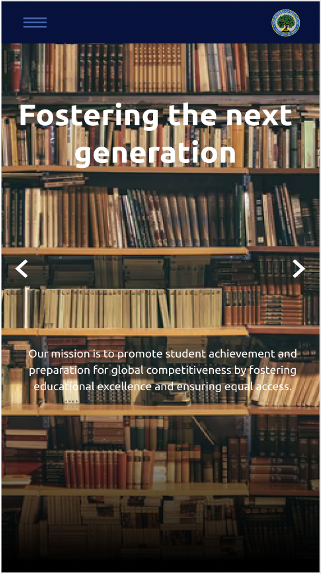 Fostering the next
generation
Our mission is to promote student achievement and
preparation for global competitiveness by fostering
educational excellence and ensuring equal access.